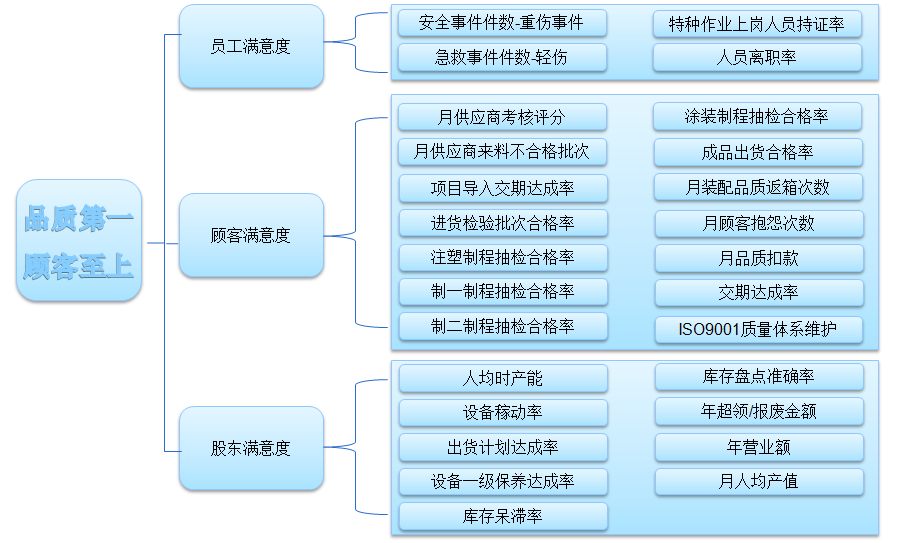 品质第一
顾客至上
员工满意度
安全事件件数-重伤事件
特种作业上岗人员持证率
急救事件件数-轻伤
人员离职率
顾客满意度
月供应商考核评分
涂装制程抽检合格率
月供应商来料不合格批次
成品出货合格率
项目导入交期达成率
月装配品质返箱次数
进货检验批次合格率
月顾客抱怨次数
注塑制程抽检合格率
月品质扣款
制一制程抽检合格率
交期达成率
制二制程抽检合格率
ISO9001质量体系维护
股东满意度
人均时产能
库存盘点准确率
设备稼动率
年超领/报废金额
出货计划达成率
年营业额
设备一级保养达成率
月人均产值
库存呆滞率